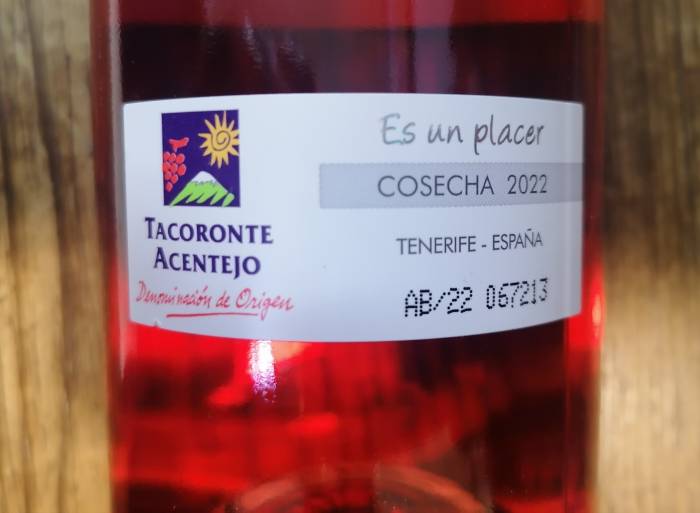 TACORONTE
ACENTEJO
Denominación de Origen
Es un placer
COSECHA 2022
TENERIFE - ESPAÑA
AB/22 067213